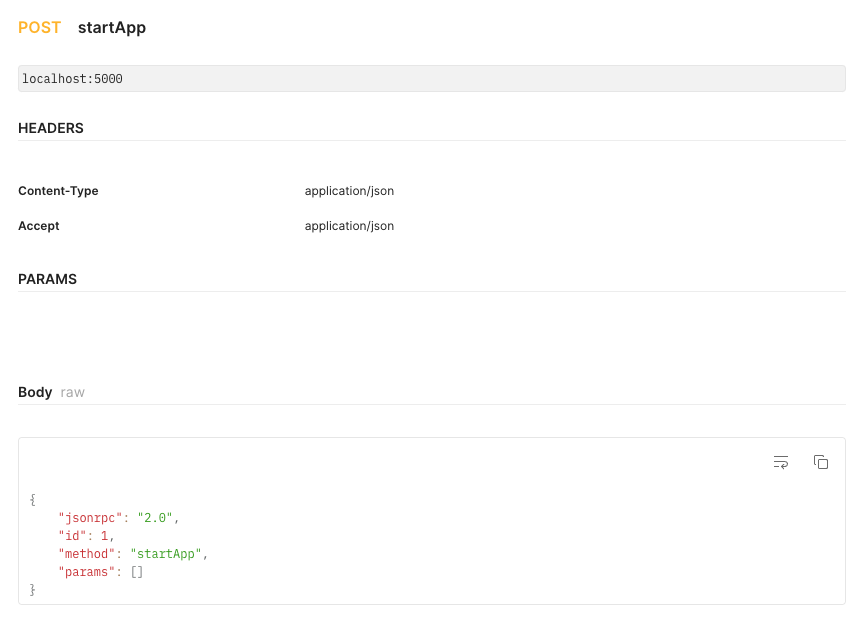 POST startApp
localhost:5000
HEADERS
Content-Type application/json
Accept application/json
PARAMS
Body raw
{
    "jsonrpc": "2.0",
    "id": 1,
    "method": "startApp",
    "params": []
}